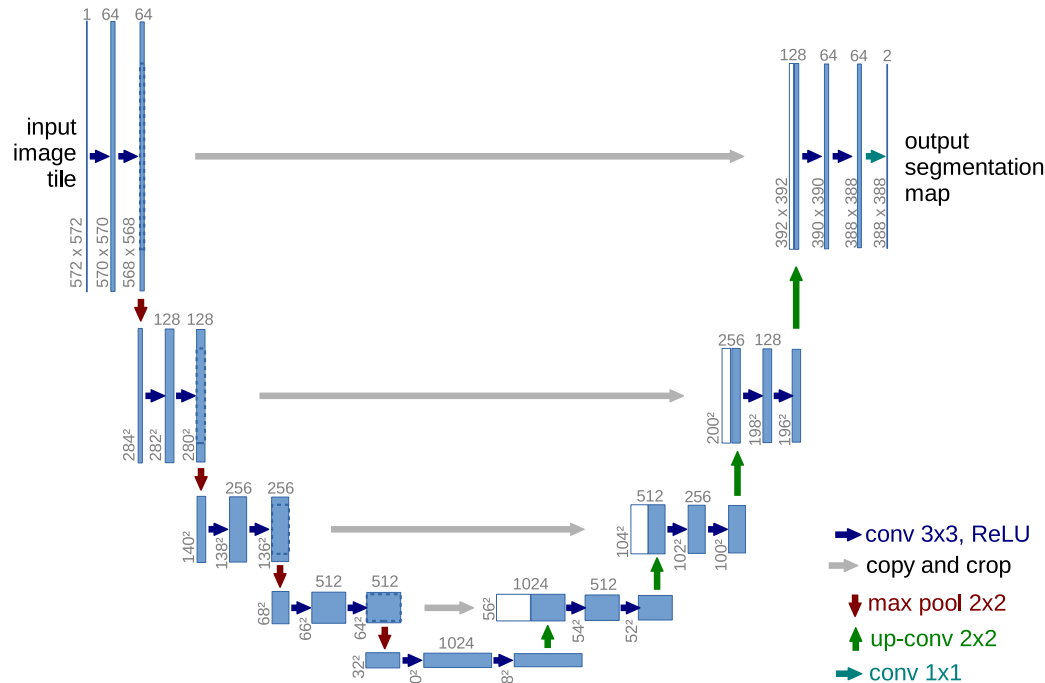 1 64 64
128 64 64 2
input
image
tile
output
segmentation
map
572 x 572
570 x 570
568 x 568
392 x 392
390 x 390
388 x 388
388 x 388
128 128
256 128
284²
282²
280²
200²
198²
196²
256 256
512 256
140²
138²
136²
104²
102²
100²
512 512
1024 512
68²
66²
64²
56²
54²
52²
1024
32²
0²
8²
conv 3x3, ReLU
copy and crop
max pool 2x2
up-conv 2x2
conv 1x1